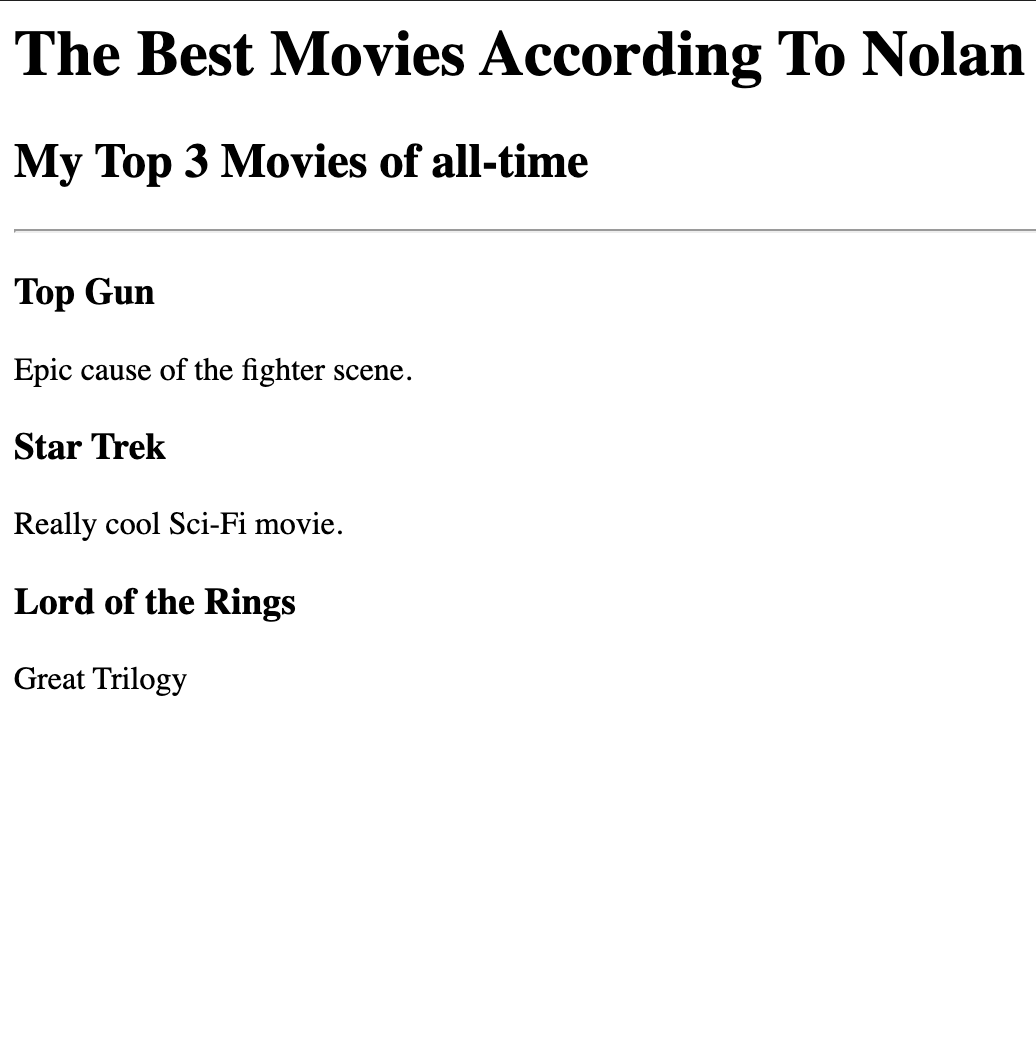 The Best Movies According To Nolan
My Top 3 Movies of all-time
Top Gun
Epic cause of the fighter scene.
Star Trek
Really cool Sci-Fi movie.
Lord of the Rings
Great Trilogy